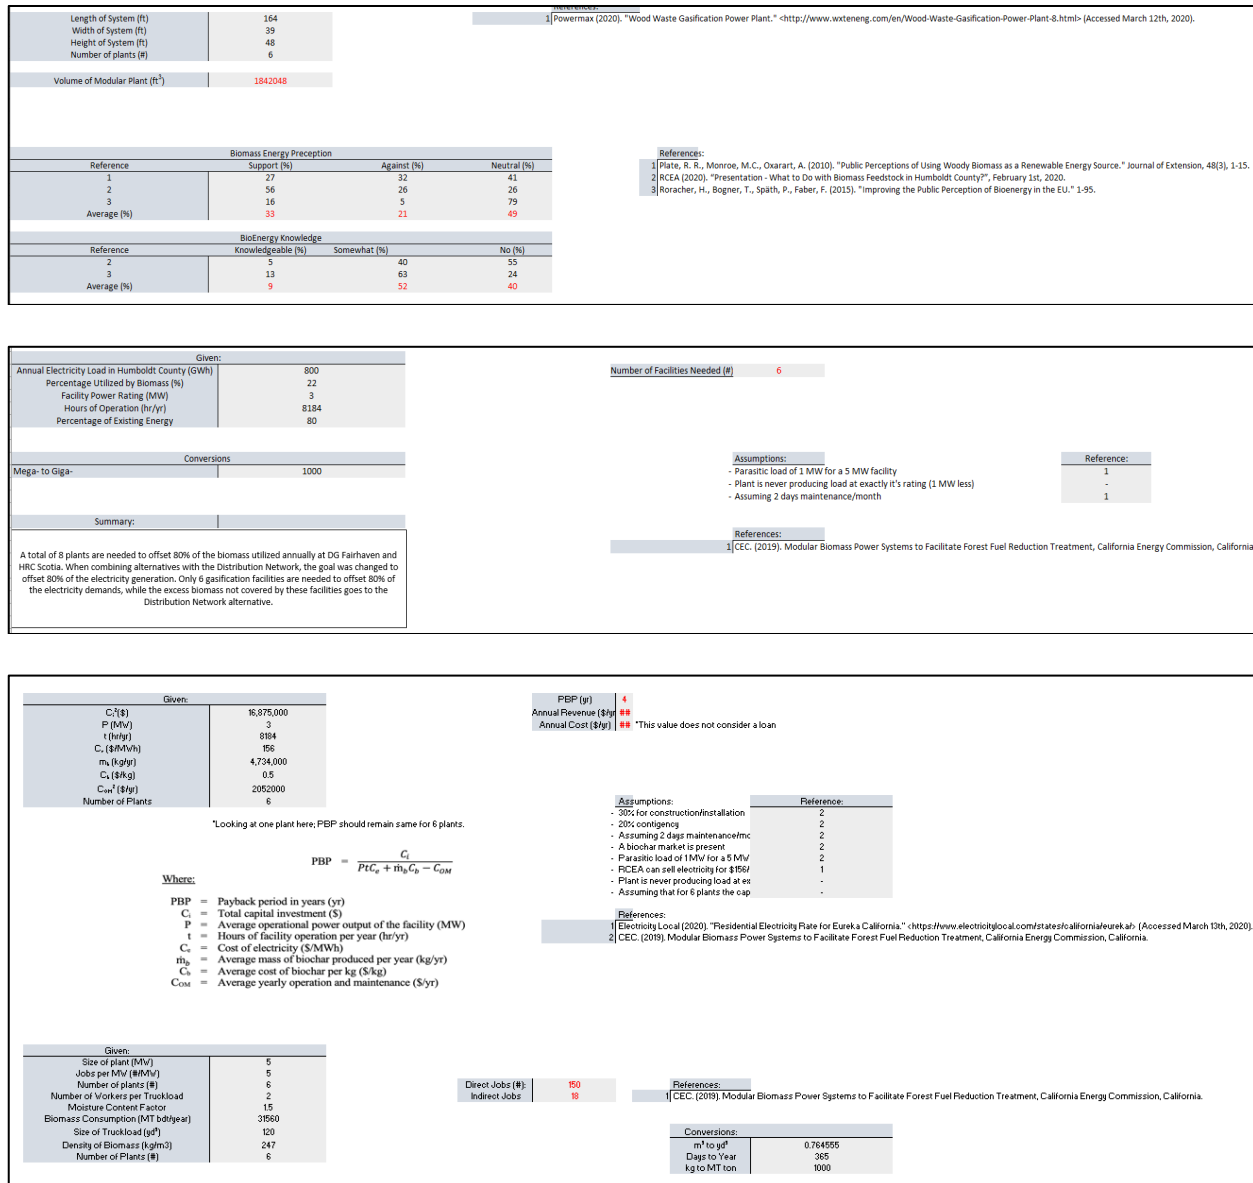 References:
Length of System (ft) 164 1 Powermax (2020). "Wood Waste Gasification Power Plant." <http://www.wxteneng.com/en/Wood-Waste-Gasification-Power-Plant-8.html> (Accessed March 12th, 2020).
Width of System (ft) 39
Height of System (ft) 48
Number of plants (#) 6
Volume of Modular Plant (ft³) 1842048
Biomass Energy Preception References:
Reference Support (%) Against (%) Neutral (%) 1 Plate, R. R., Monroe, M.C., Oxarart, A. (2010). "Public Perceptions of Using Woody Biomass as a Renewable Energy Source." Journal of Extension, 48(3), 1-15.
1 27 32 41 2 RCEA (2020). "Presentation - What to Do with Biomass Feedstock in Humboldt County?", February 1st, 2020.
2 56 26 26 3 Roracher, H., Bogner, T., Späth, P., Faber, F. (2015). "Improving the Public Perception of Bioenergy in the EU." 1-95.
3 16 5 79
Average (%) 33 21 49
BioEnergy Knowledge
Reference Knowledgeable (%) Somewhat (%) No (%)
2 5 40 55
3 13 63 24
Average (%) 9 52 40
Given:
Annual Electricity Load in Humboldt County (GWh) 800 Number of Facilities Needed (#) 6
Percentage Utilized by Biomass (%) 22
Facility Power Rating (MW) 3
Hours of Operation (hr/yr) 8184
Percentage of Existing Energy 80
Conversions Assumptions: Reference:
Mega- to Giga- 1000 - Parasitic load of 1 MW for a 5 MW facility 1
- Plant is never producing load at exactly it's rating (1 MW less) -
- Assuming 2 days maintenance/month 1
Summary:
References:
1 CEC. (2019). Modular Biomass Power Systems to Facilitate Forest Fuel Reduction Treatment, California Energy Commission, California
A total of 8 plants are needed to offset 80% of the biomass utilized annually at DG Fairhaven and
HRC Scotia. When combining alternatives with the Distribution Network, the goal was changed to
offset 80% of the electricity generation. Only 6 gasification facilities are needed to offset 80% of
the electricity demands, while the excess biomass not covered by these facilities goes to the
Distribution Network alternative.
Given: PBP (yr) 4
Cᵢ²($) 16,875,000 Annual Revenue ($/yr ##
P (MW) 3 Annual Cost ($/yr) ## *This value does not consider a loan
t (hr/yr) 8184
Cₑ ($/MWh) 156
m_b (kg/yr) 4,734,000
C_b ($/kg) 0.5
C_OM² ($/yr) 2052000
Number of Plants 6
Assumptions: Reference:
- 30% for construction/installation 2
- 20% contigency 2
*Looking at one plant here; PBP should remain same for 6 plants.
- Assuming 2 days maintenance/mo 2
- A biochar market is present 2
- Parasitic load of 1 MW for a 5 MW 2
- RCEA can sell electricity for $156/ 1
- Plant is never producing load at ex -
- Assuming that for 6 plants the cap -
PBP = Cᵢ / (PtCₑ + ṁ_bC_b − C_OM)
Where:
PBP = Payback period in years (yr)
Cᵢ = Total capital investment ($)
P = Average operational power output of the facility (MW)
t = Hours of facility operation per year (hr/yr)
Cₑ = Cost of electricity ($/MWh)
ṁ_b = Average mass of biochar produced per year (kg/yr)
C_b = Average cost of biochar per kg ($/kg)
C_OM = Average yearly operation and maintenance ($/yr)
References:
1 Electricity Local (2020). "Residential Electricity Rate for Eureka California." <https://www.electricitylocal.com/states/california/eureka/> (Accessed March 13th, 2020).
2 CEC. (2019). Modular Biomass Power Systems to Facilitate Forest Fuel Reduction Treatment, California Energy Commission, California.
Given:
Size of plant (MW) 5
Jobs per MW (#/MW) 5
Number of plants (#) 6 Direct Jobs (#): 150 References:
Number of Workers per Truckload 2 Indirect Jobs 18 1 CEC. (2019). Modular Biomass Power Systems to Facilitate Forest Fuel Reduction Treatment, California Energy Commission, California.
Moisture Content Factor 1.5
Biomass Consumption (MT bdt/year) 31560
Size of Truckload (yd³) 120 Conversions:
Density of Biomass (kg/m3) 247 m³ to yd³ 0.764555
Number of Plants (#) 6 Days to Year 365
kg to MT ton 1000